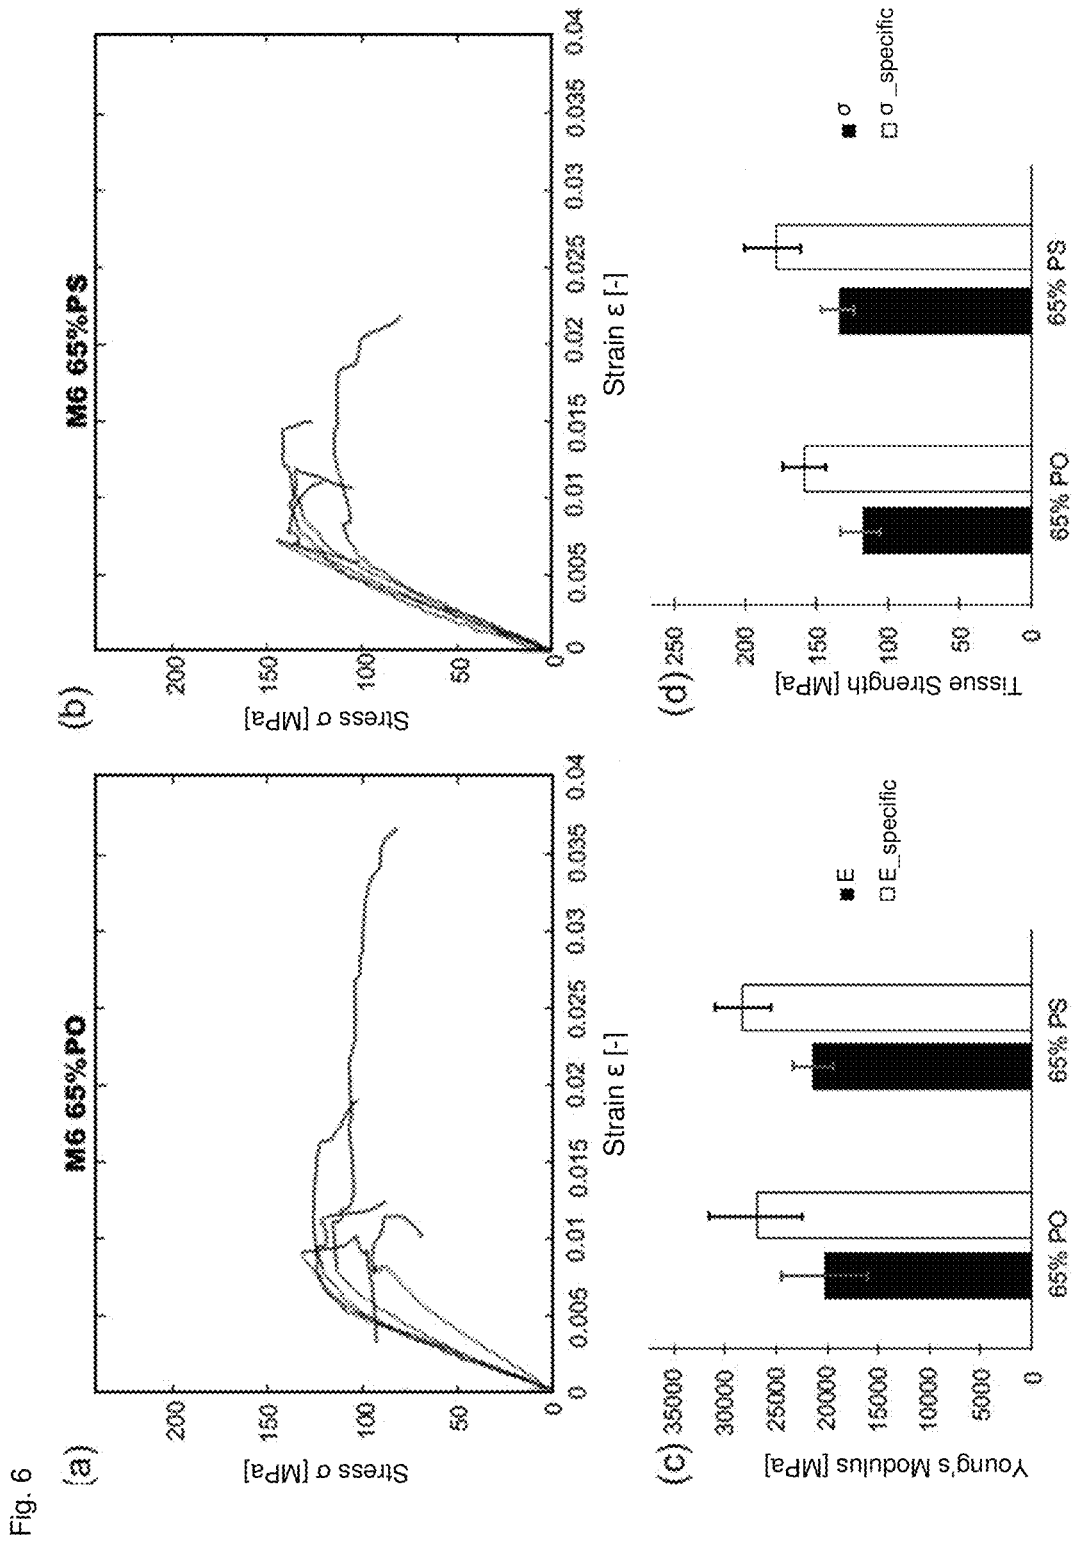 Fig. 6
(a)
M6 65%PO
Stress σ [MPa]
200
150
100
50
0
0
0.005
0.01
0.015
0.02
0.025
0.03
0.035
0.04
Strain ε [-]
(b)
M6 65%PS
Stress σ [MPa]
200
150
100
50
0
0
0.005
0.01
0.015
0.02
0.025
0.03
0.035
0.04
Strain ε [-]
(c)
Young's Modulus [MPa]
35000
30000
25000
20000
15000
10000
5000
0
65% PO
65% PS
E
E_specific
(d)
Tissue Strength [MPa]
250
200
150
100
50
0
65% PO
65% PS
σ
σ_specific